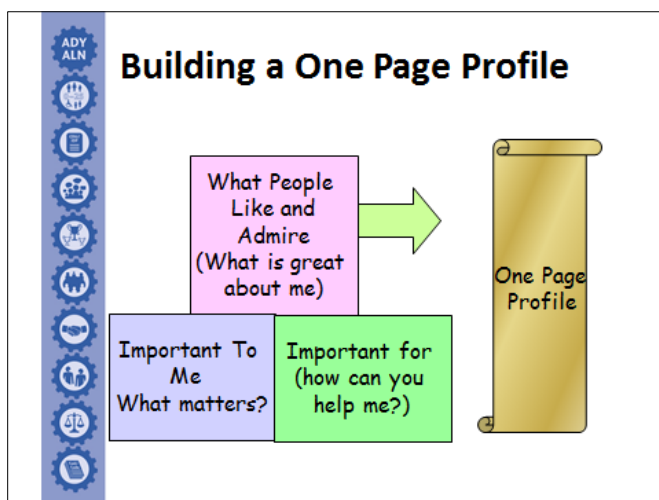 ADY
ALN
Building a One Page Profile
What People
Like and
Admire
(What is great
about me)
Important To
Me
What matters?
Important for
(how can you
help me?)
One Page
Profile